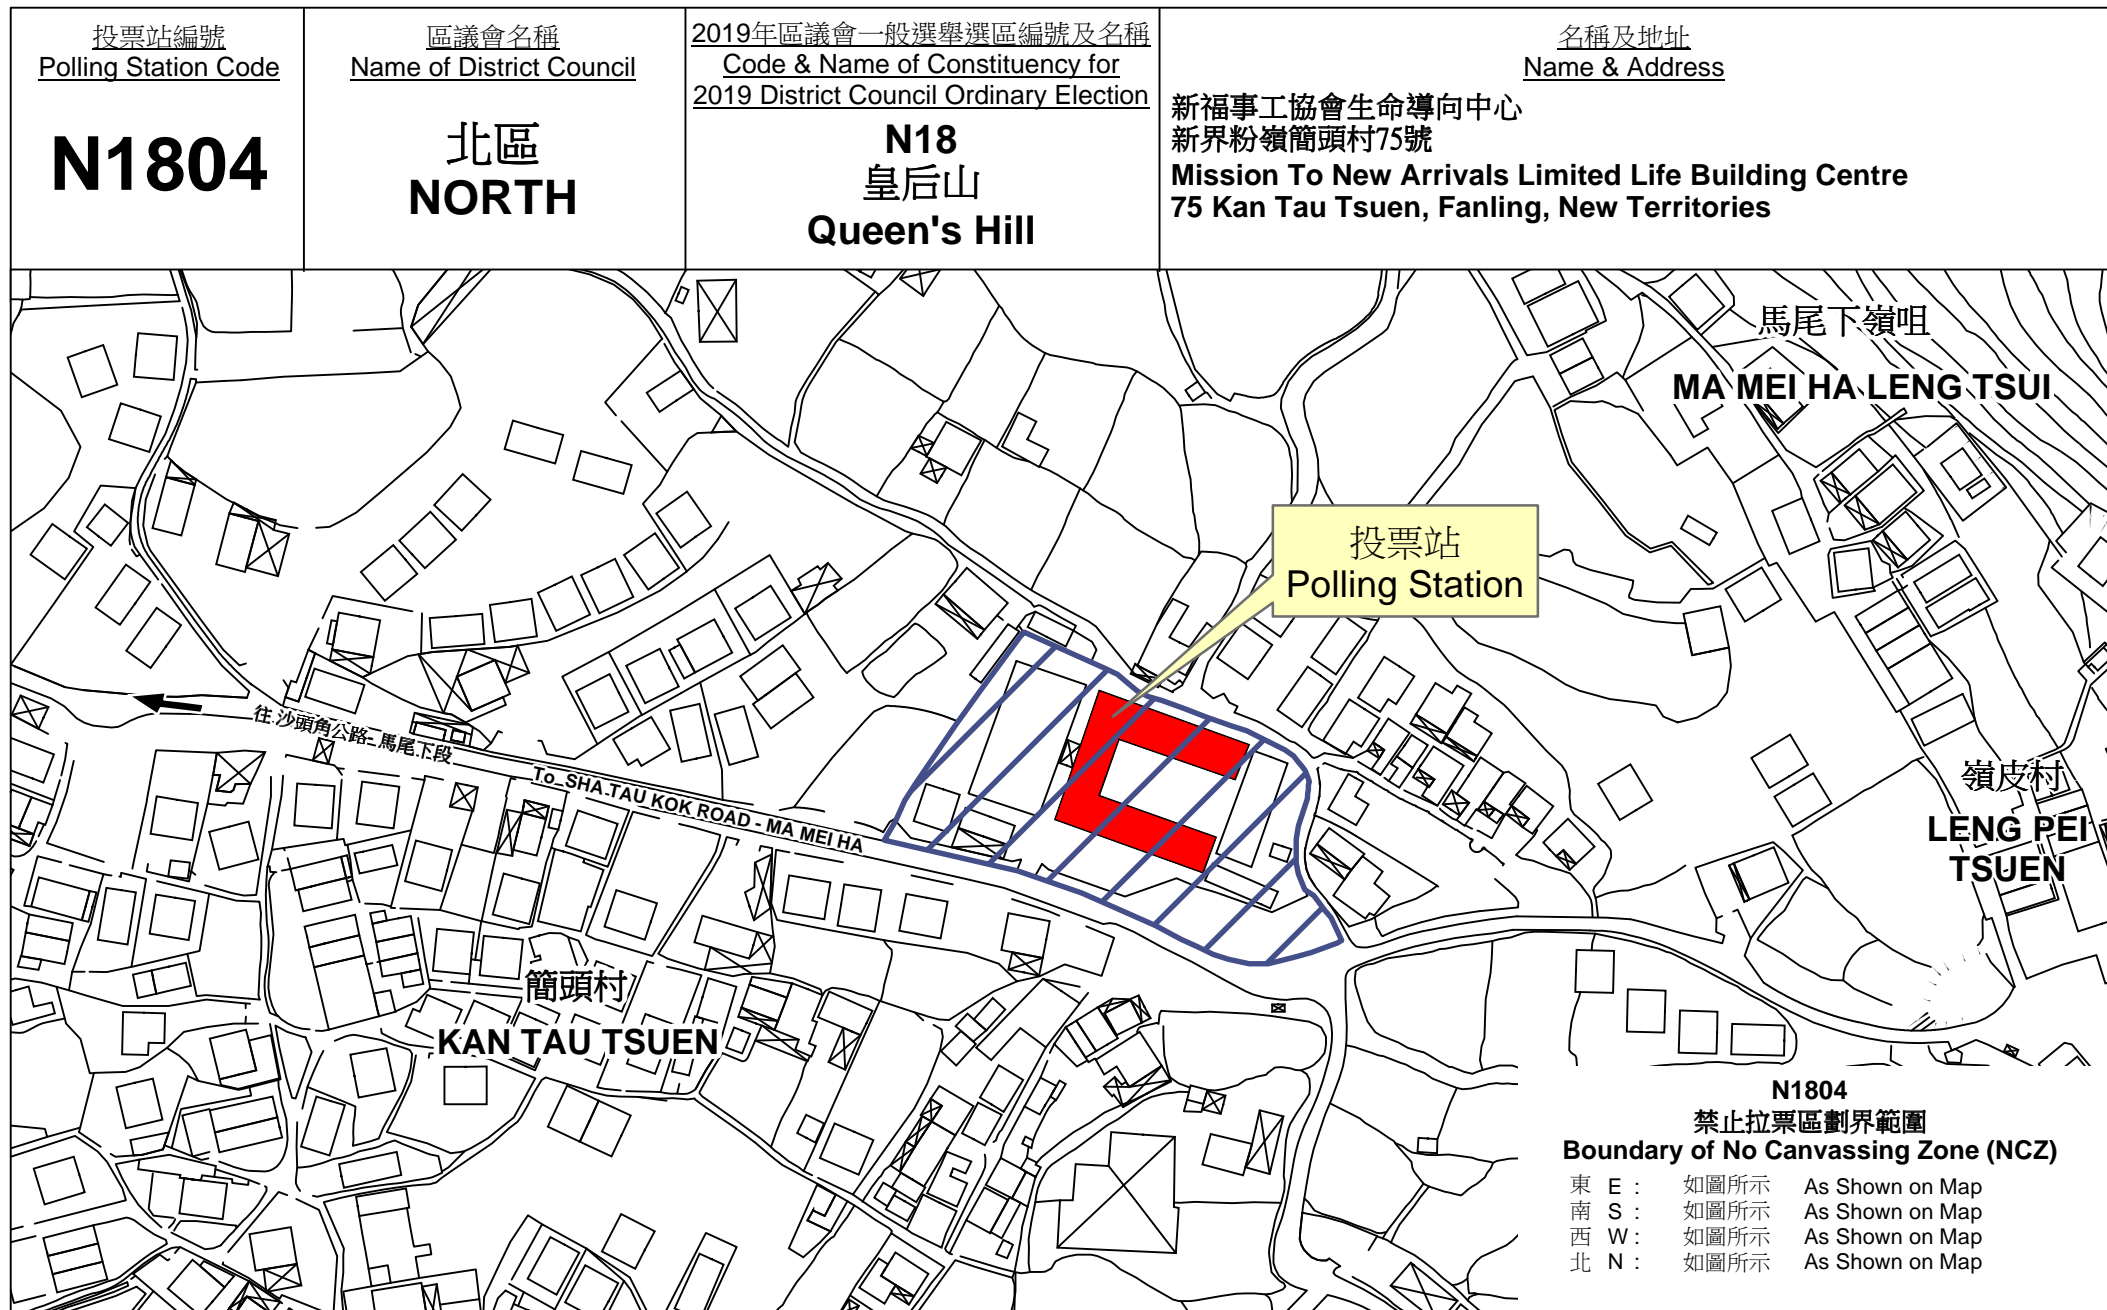 投票站編號
Polling Station Code
N1804
區議會名稱
Name of District Council
北區
NORTH
2019年區議會一般選舉選區編號及名稱
Code & Name of Constituency for
2019 District Council Ordinary Election
N18
皇后山
Queen's Hill
名稱及地址
Name & Address
新福事工協會生命導向中心
新界粉嶺簡頭村75號
Mission To New Arrivals Limited Life Building Centre
75 Kan Tau Tsuen, Fanling, New Territories
馬尾下嶺咀
MA MEI HA LENG TSUI
投票站
Polling Station
往 沙頭角公路 - 馬尾下段
To SHA TAU KOK ROAD - MA MEI HA
嶺皮村
LENG PEI
TSUEN
簡頭村
KAN TAU TSUEN
N1804
禁止拉票區劃界範圍
Boundary of No Canvassing Zone (NCZ)
東 E : 如圖所示 As Shown on Map
南 S : 如圖所示 As Shown on Map
西 W : 如圖所示 As Shown on Map
北 N : 如圖所示 As Shown on Map